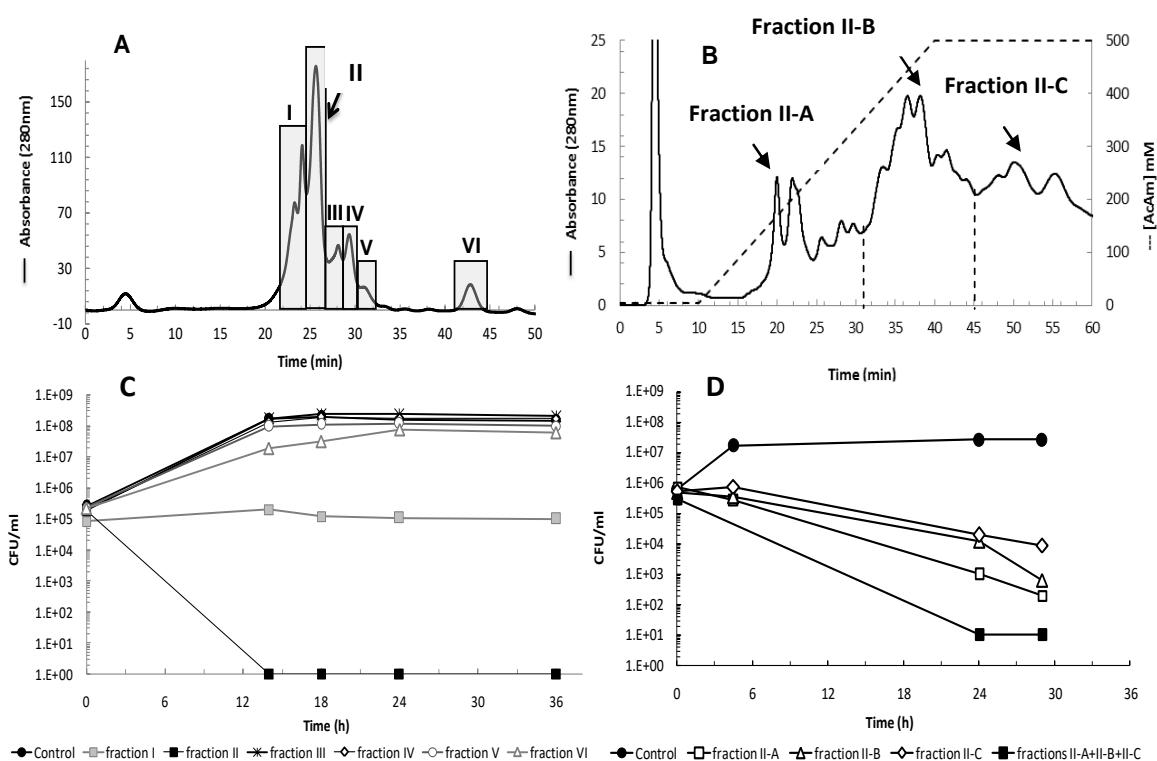 A
II
I
III
IV
V
VI
150
110
70
30
-10
Absorbance (280nm)
0 5 10 15 20 25 30 35 40 45 50
Time (min)
Fraction II-B
B
Fraction II-C
Fraction II-A
25
20
15
10
5
0
Absorbance (280nm)
500
400
300
200
100
0
--- [AcAm] mM
0 5 10 15 20 25 30 35 40 45 50 55 60
Time (min)
C
1.E+09
1.E+08
1.E+07
1.E+06
1.E+05
1.E+04
1.E+03
1.E+02
1.E+01
1.E+00
CFU/ml
0 6 12 18 24 30 36
Time (h)
Control fraction I fraction II fraction III fraction IV fraction V fraction VI
D
1.E+09
1.E+08
1.E+07
1.E+06
1.E+05
1.E+04
1.E+03
1.E+02
1.E+01
1.E+00
CFU/ml
0 6 12 18 24 30 36
Time (h)
Control fraction II-A fraction II-B fraction II-C fractions II-A+II-B+II-C